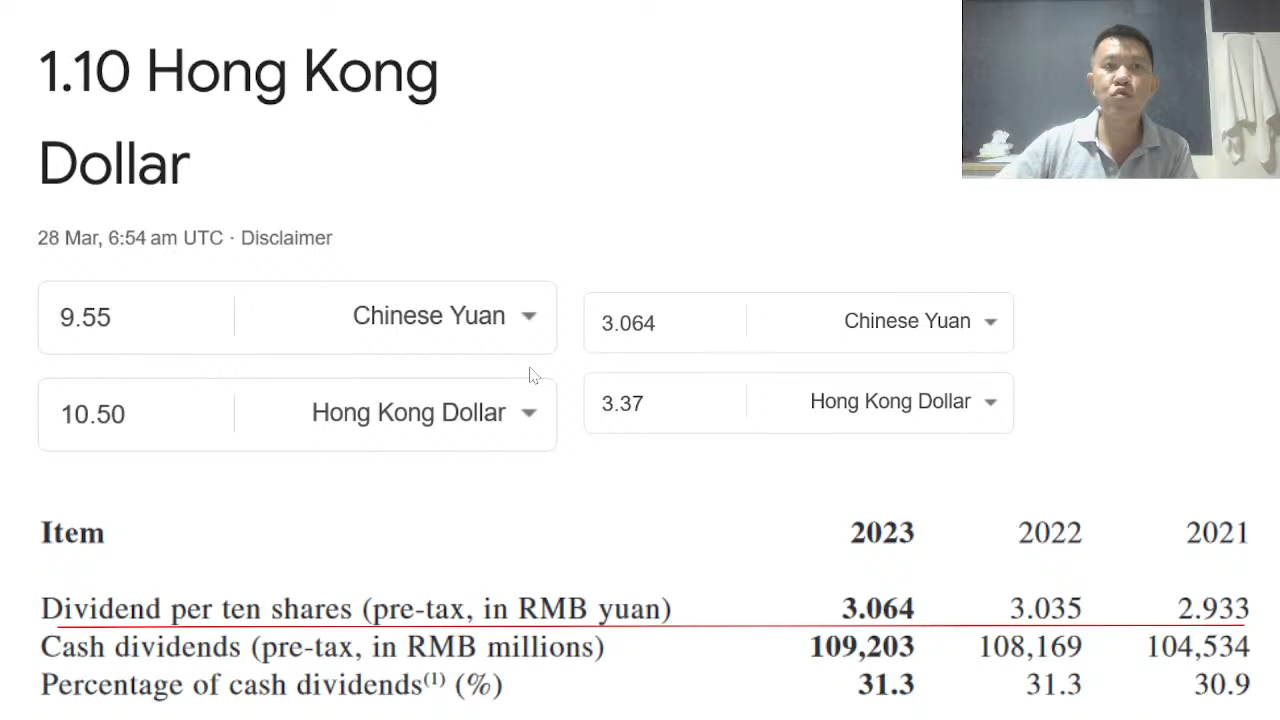 1.10 Hong Kong
Dollar
28 Mar, 6:54 am UTC · Disclaimer
9.55 Chinese Yuan
10.50 Hong Kong Dollar
3.064 Chinese Yuan
3.37 Hong Kong Dollar
Item 2023 2022 2021
Dividend per ten shares (pre-tax, in RMB yuan) 3.064 3.035 2.933
Cash dividends (pre-tax, in RMB millions) 109,203 108,169 104,534
Percentage of cash dividends⁽¹⁾ (%) 31.3 31.3 30.9